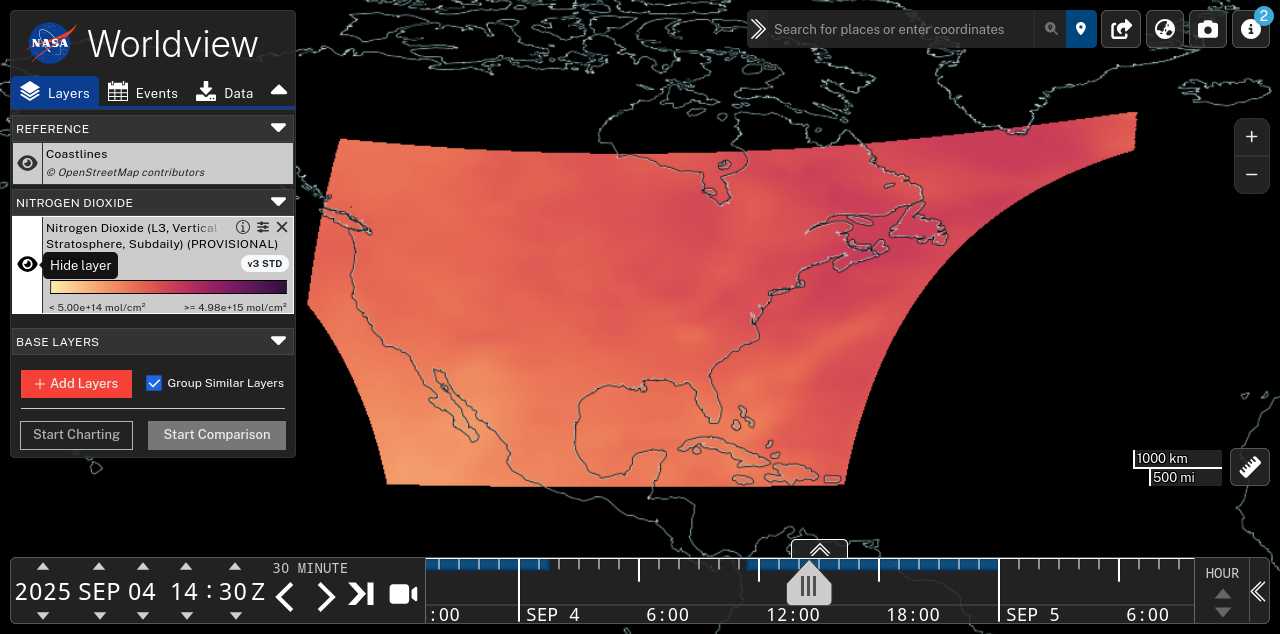 NASA
Worldview
Layers
Events
Data
Search for places or enter coordinates
2
REFERENCE
Coastlines
© OpenStreetMap contributors
NITROGEN DIOXIDE
Nitrogen Dioxide (L3, Vertical
Stratosphere, Subdaily) (PROVISIONAL)
Hide layer
v3 STD
< 5.00e+14 mol/cm²
>= 4.98e+15 mol/cm²
BASE LAYERS
+ Add Layers
Group Similar Layers
Start Charting
Start Comparison
+
−
1000 km
500 mi
2025 SEP 04 14 : 30 Z
30 MINUTE
:00
SEP 4
6:00
12:00
18:00
SEP 5
6:00
HOUR